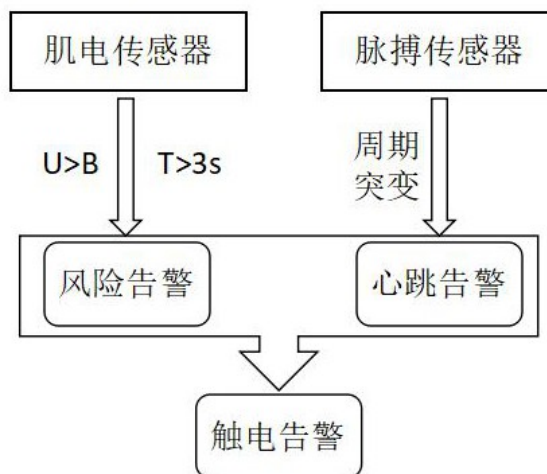 肌电传感器
脉搏传感器
U>B
T>3s
周期
突变
风险告警
心跳告警
触电告警